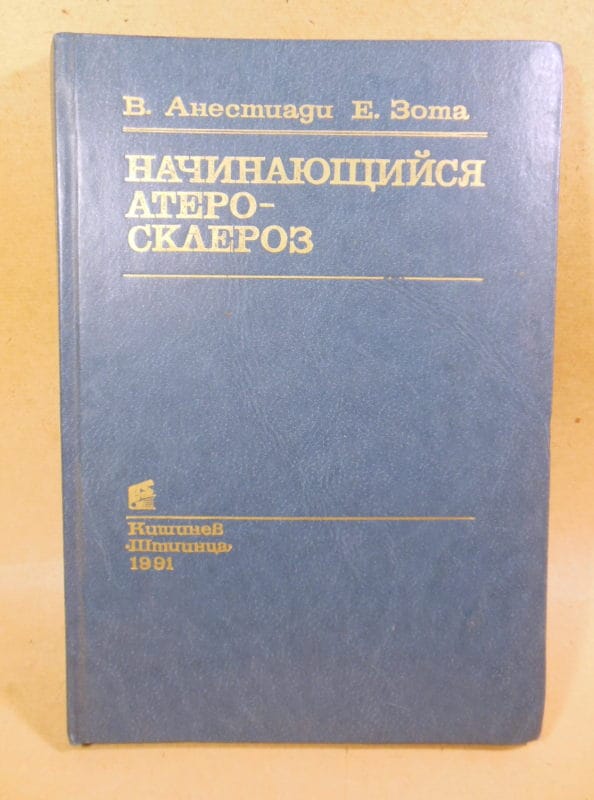 В. Анестиади Е. Зота
НАЧИНАЮЩИЙСЯ
АТЕРО-
СКЛЕРОЗ
Кишинев
«Штиинца»
1991